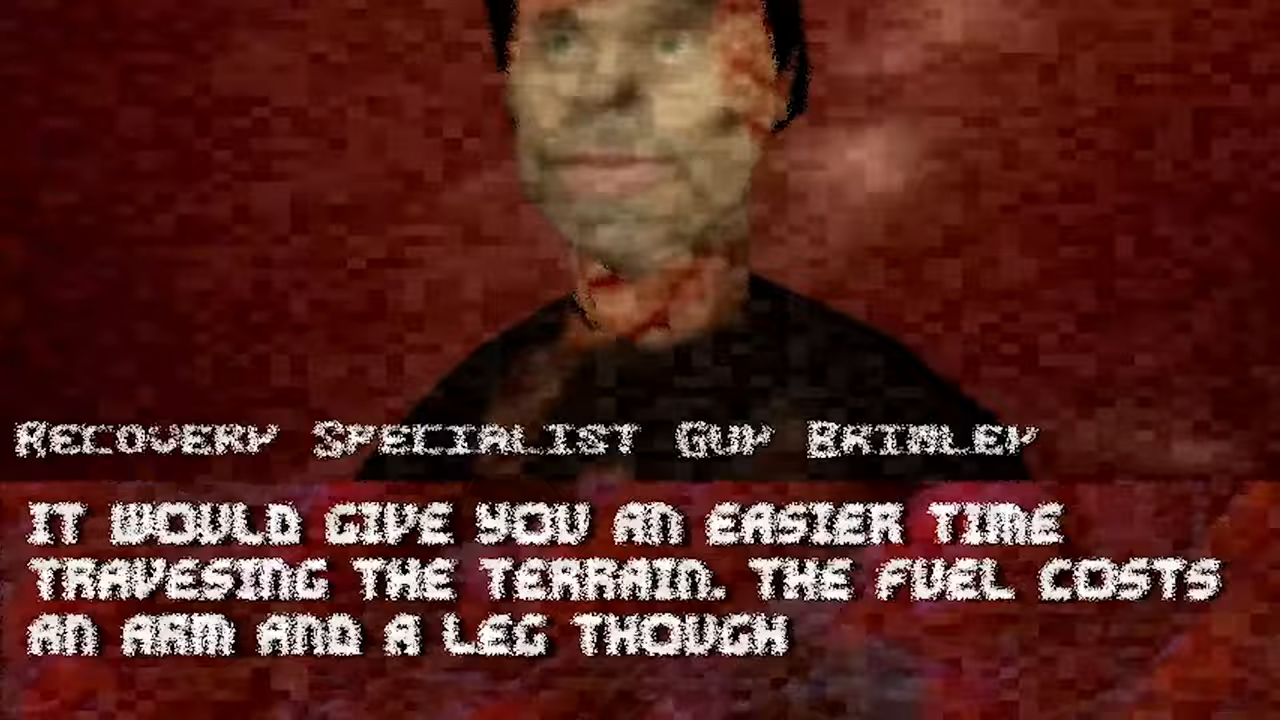 Recovery Specialist Guy Brimley
IT WOULD GIVE YOU AN EASIER TIME
TRAVESING THE TERRAIN. THE FUEL COSTS
AN ARM AND A LEG THOUGH